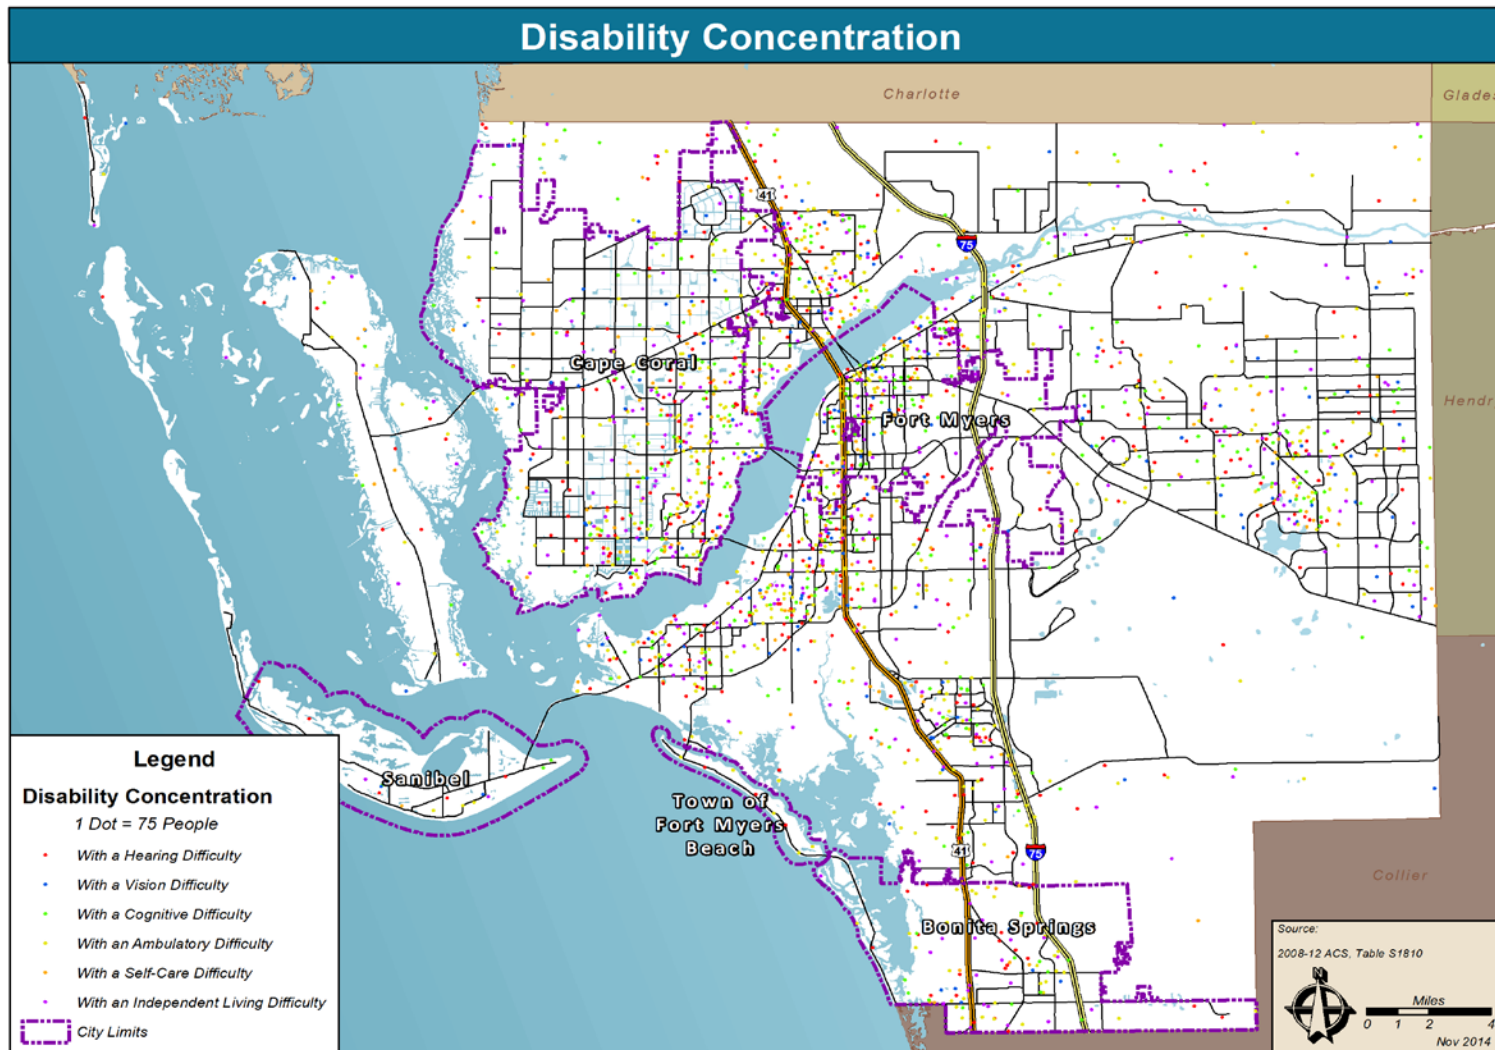 Disability Concentration
Charlotte
Glades
41
75
Cape Coral
Fort Myers
Hendr
Sanibel
Town of
Fort Myers
Beach
41
75
Collier
Bonita Springs
Legend
Disability Concentration
1 Dot = 75 People
With a Hearing Difficulty
With a Vision Difficulty
With a Cognitive Difficulty
With an Ambulatory Difficulty
With a Self-Care Difficulty
With an Independent Living Difficulty
City Limits
Source:
2008-12 ACS, Table S1810
N
Miles
0 1 2 4
Nov 2014